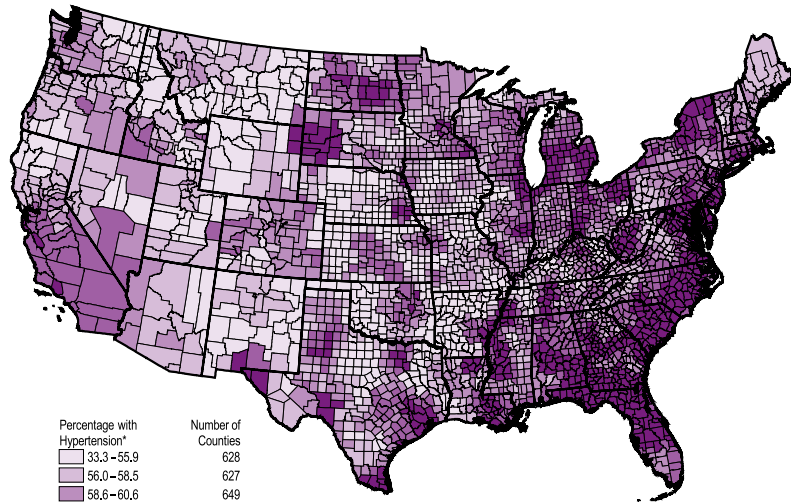 Percentage with Number of
Hypertension* Counties
33.3 – 55.9 628
56.0 – 58.5 627
58.6 – 60.6 649